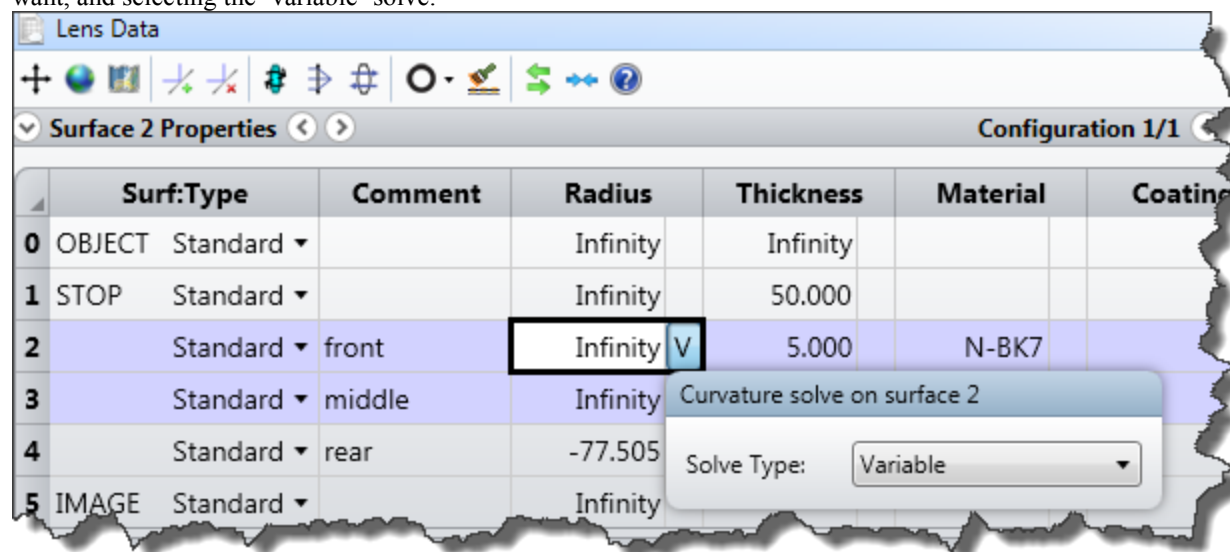 want, and selecting the 'variable' solve.
Lens Data
Surface 2 Properties
Configuration 1/1
Surf:Type Comment Radius Thickness Material
0 OBJECT Standard Infinity Infinity
1 STOP Standard Infinity 50.000
2 Standard front Infinity V 5.000 N-BK7
3 Standard middle Infinity
Curvature solve on surface 2
4 Standard rear -77.505
Solve Type: Variable
5 IMAGE Standard Infinity